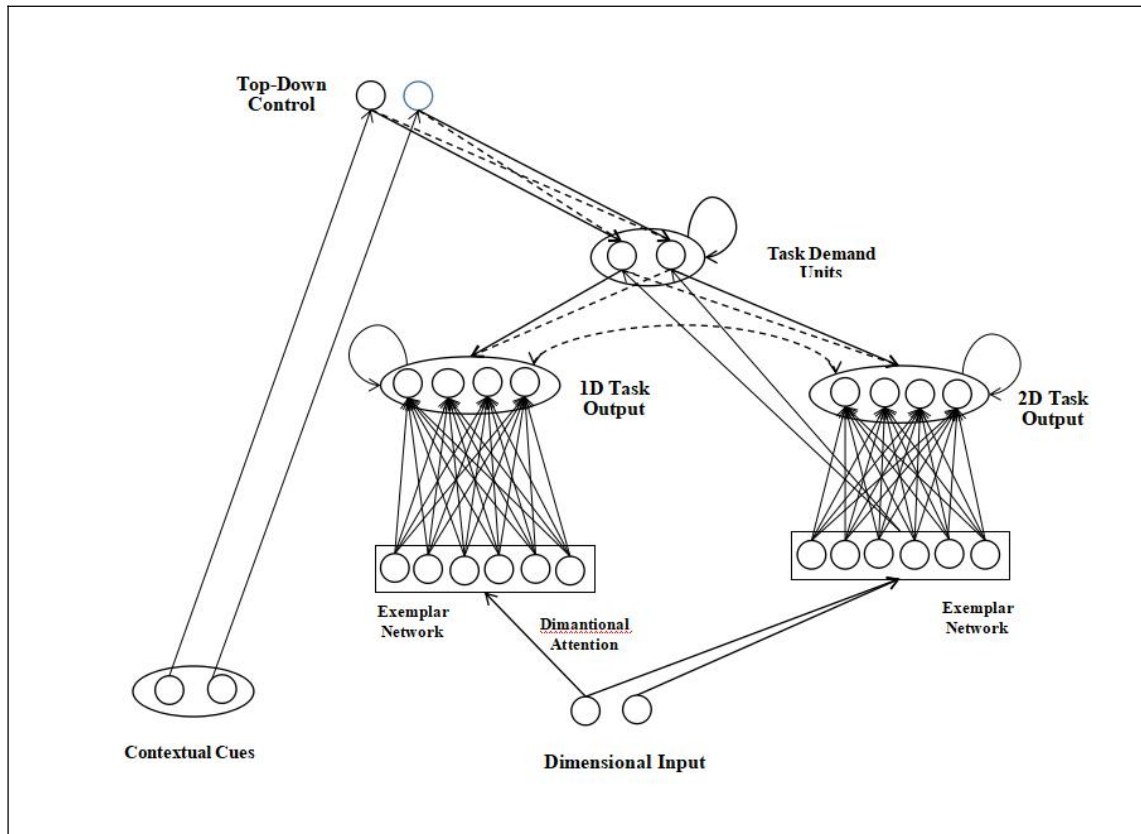 Top-Down
Control
Task Demand
Units
1D Task
Output
2D Task
Output
Exemplar
Network
Dimantional
Attention
Exemplar
Network
Contextual Cues
Dimensional Input